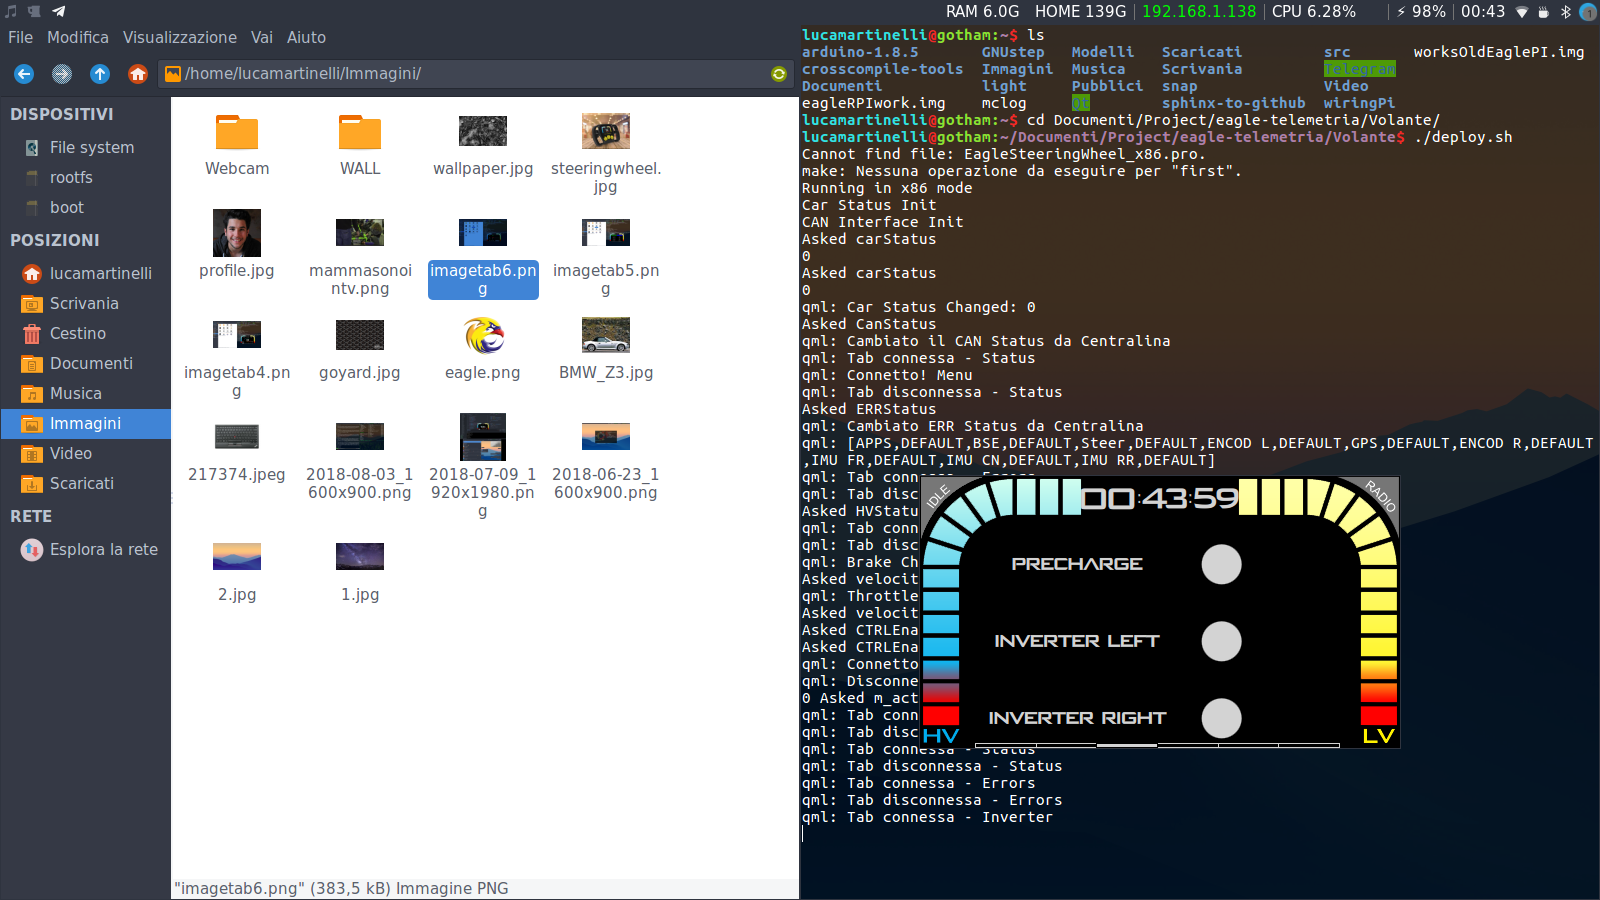 RAM 6.0G HOME 139G 192.168.1.138 CPU 6.28% ⚡ 98% 00:43 1
File Modifica Visualizzazione Vai Aiuto
/home/lucamartinelli/Immagini/
DISPOSITIVI
File system
rootfs
boot
POSIZIONI
lucamartinelli
Scrivania
Cestino
Documenti
Musica
Immagini
Video
Scaricati
RETE
Esplora la rete
Webcam
WALL
wallpaper.jpg
steeringwheel.
jpg
profile.jpg
mammasonoi
ntv.png
imagetab6.pn
g
imagetab5.pn
g
imagetab4.pn
g
goyard.jpg
eagle.png
BMW_Z3.jpg
217374.jpeg
2018-08-03_1
600x900.png
2018-07-09_1
920x1980.pn
g
2018-06-23_1
600x900.png
2.jpg
1.jpg
"imagetab6.png" (383,5 kB) Immagine PNG
lucamartinelli@gotham:~$ ls
arduino-1.8.5 GNUstep Modelli Scaricati src worksOldEaglePI.img
crosscompile-tools Immagini Musica Scrivania Telegram
Documenti light Pubblici snap Video
eagleRPIwork.img mclog Qt sphinx-to-github wiringPi
lucamartinelli@gotham:~$ cd Documenti/Project/eagle-telemetria/Volante/
lucamartinelli@gotham:~/Documenti/Project/eagle-telemetria/Volante$ ./deploy.sh
Cannot find file: EagleSteeringWheel_x86.pro.
make: Nessuna operazione da eseguire per "first".
Running in x86 mode
Car Status Init
CAN Interface Init
Asked carStatus
0
Asked carStatus
0
qml: Car Status Changed: 0
Asked CanStatus
qml: Cambiato il CAN Status da Centralina
qml: Tab connessa - Status
qml: Connetto! Menu
qml: Tab disconnessa - Status
Asked ERRStatus
qml: Cambiato ERR Status da Centralina
qml: [APPS,DEFAULT,BSE,DEFAULT,Steer,DEFAULT,ENCOD L,DEFAULT,GPS,DEFAULT,ENCOD R,DEFAULT
,IMU FR,DEFAULT,IMU CN,DEFAULT,IMU RR,DEFAULT]
qml: Tab conn
qml: Tab disc
Asked HVStatu
qml: Tab conn
qml: Tab disc
qml: Brake Ch
Asked velocit
qml: Throttle
Asked velocit
Asked CTRLEna
Asked CTRLEna
qml: Connetto
qml: Disconne
0 Asked m_act
qml: Tab conn
qml: Tab disc
qml: Tab connessa - Status
qml: Tab disconnessa - Status
qml: Tab connessa - Errors
qml: Tab disconnessa - Errors
qml: Tab connessa - Inverter
IDLE
00:43:59
RADIO
PRECHARGE
INVERTER LEFT
INVERTER RIGHT
HV
LV